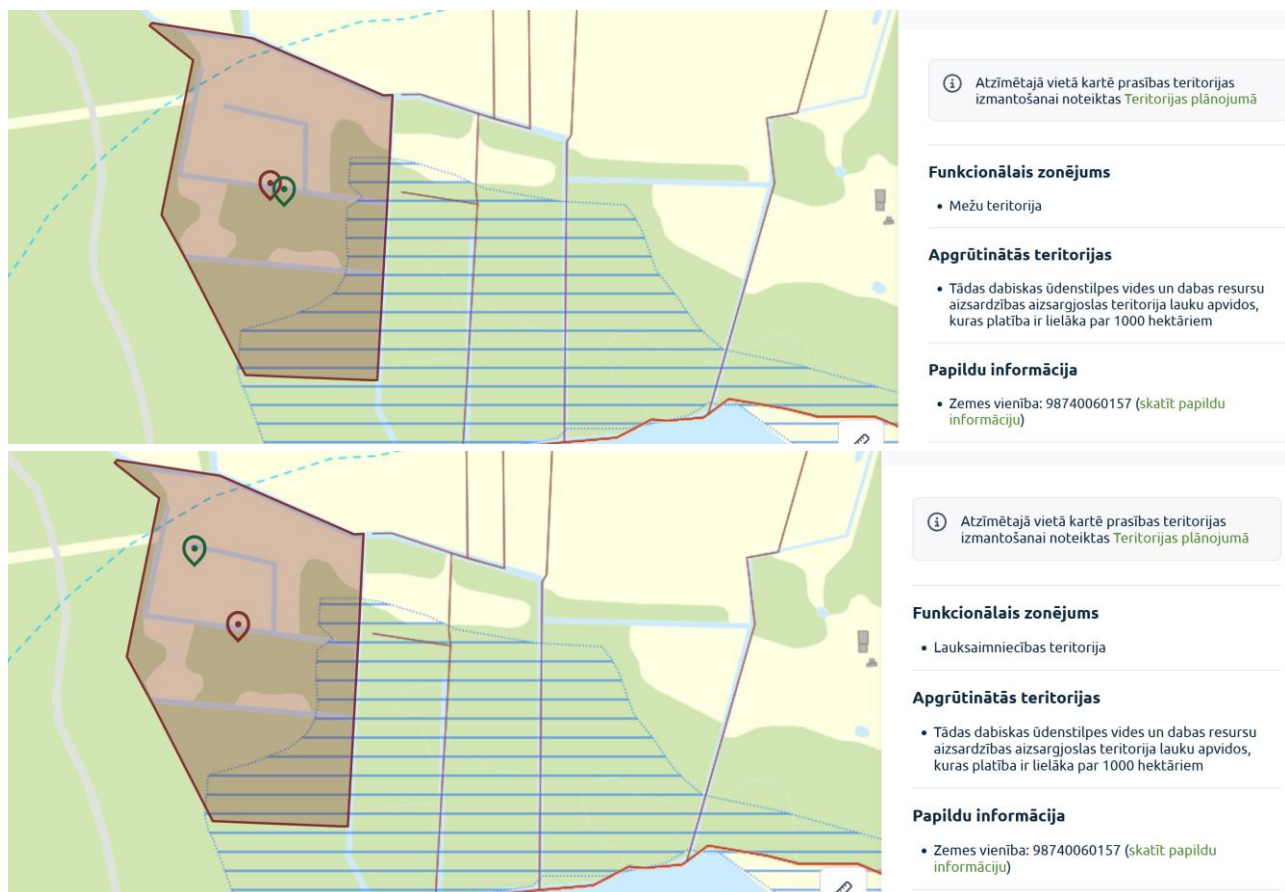 Atzīmētajā vietā kartē prasības teritorijas
izmantošanai noteiktas Teritorijas plānojumā
Funkcionālais zonējums
• Mežu teritorija
Apgrūtinātās teritorijas
• Tādas dabiskas ūdenstilpes vides un dabas resursu
aizsardzības aizsargjoslas teritorija lauku apvidos,
kuras platība ir lielāka par 1000 hektāriem
Papildu informācija
• Zemes vienība: 98740060157 (skatīt papildu
informāciju)
Atzīmētajā vietā kartē prasības teritorijas
izmantošanai noteiktas Teritorijas plānojumā
Funkcionālais zonējums
• Lauksaimniecības teritorija
Apgrūtinātās teritorijas
• Tādas dabiskas ūdenstilpes vides un dabas resursu
aizsardzības aizsargjoslas teritorija lauku apvidos,
kuras platība ir lielāka par 1000 hektāriem
Papildu informācija
• Zemes vienība: 98740060157 (skatīt papildu
informāciju)